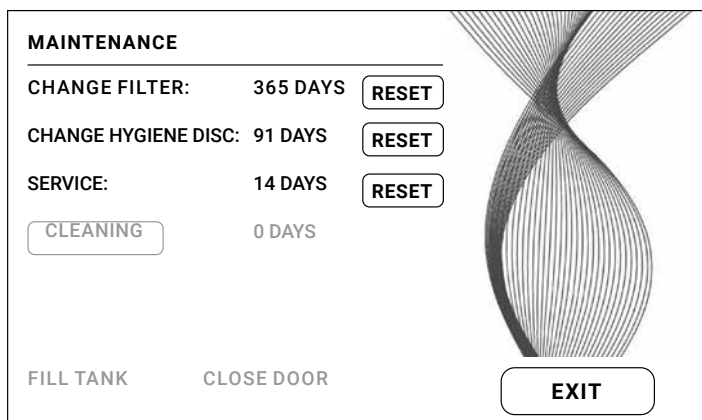 MAINTENANCE
CHANGE FILTER: 365 DAYS RESET
CHANGE HYGIENE DISC: 91 DAYS RESET
SERVICE: 14 DAYS RESET
CLEANING 0 DAYS
FILL TANK CLOSE DOOR EXIT